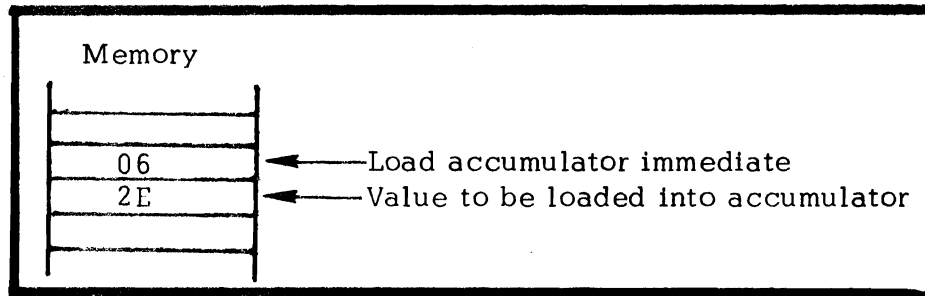 Memory
06 Load accumulator immediate
2E Value to be loaded into accumulator